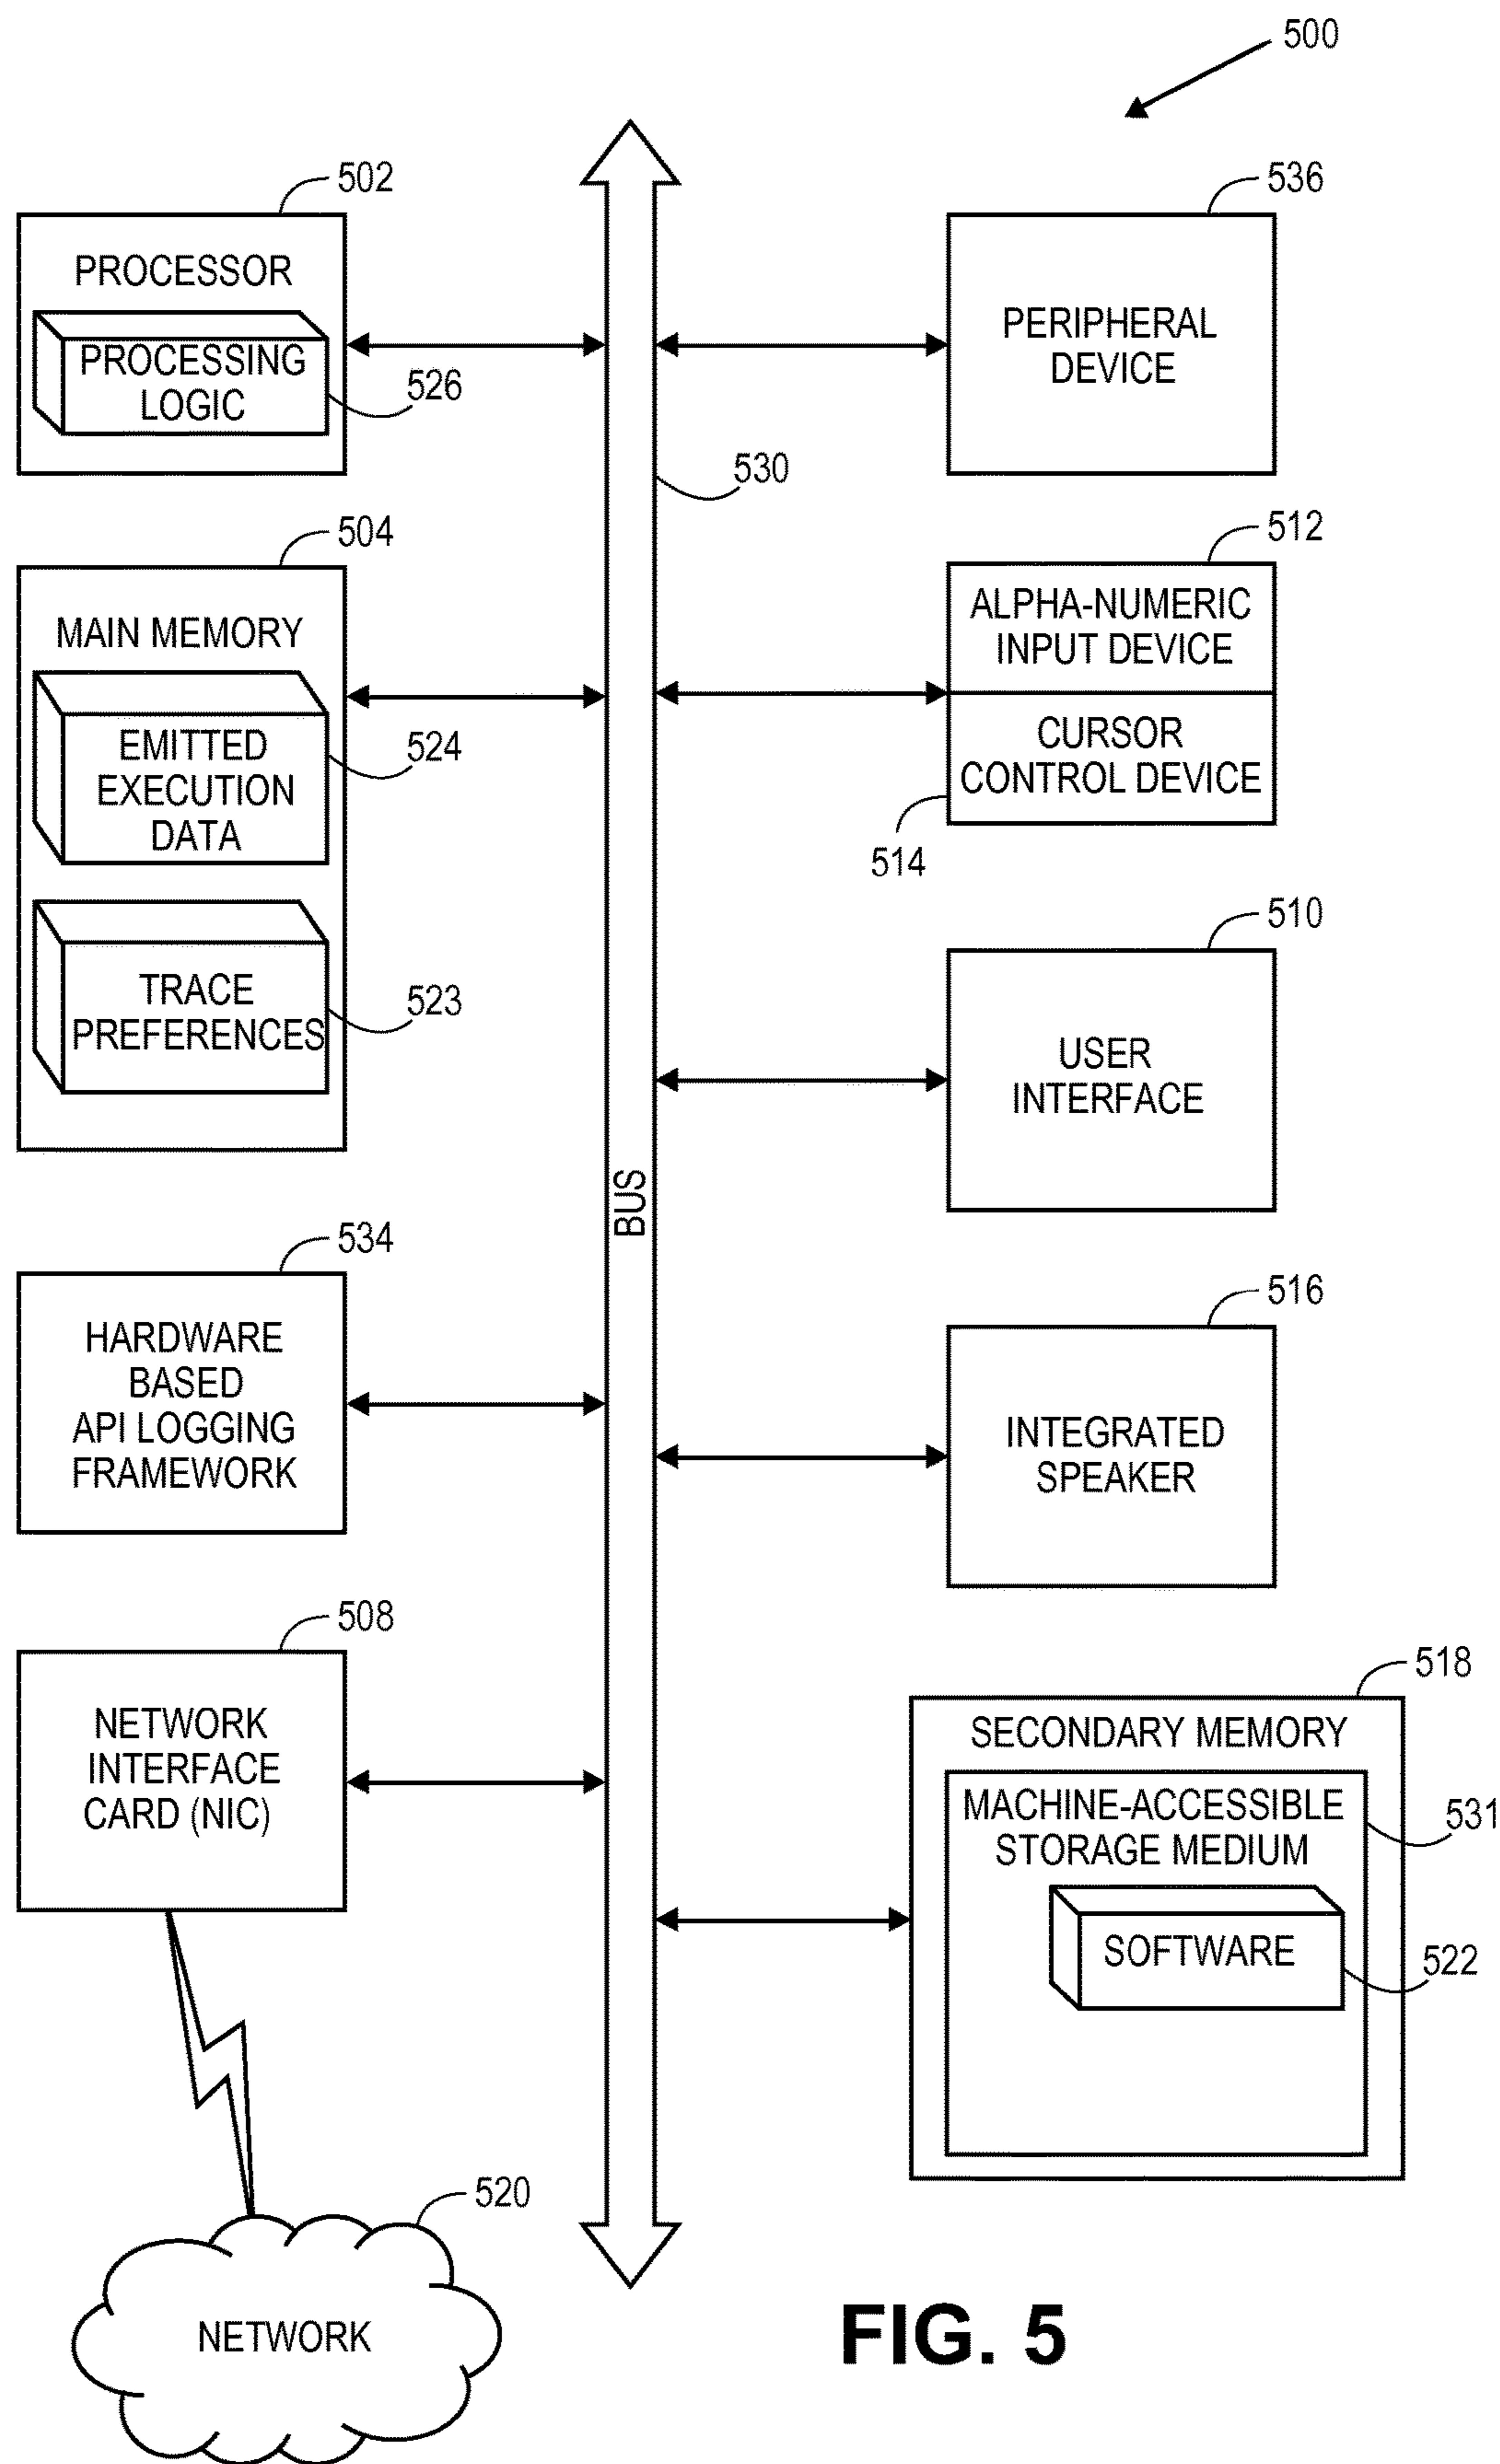 500
502
PROCESSOR
PROCESSING
LOGIC
526
504
MAIN MEMORY
EMITTED
EXECUTION
DATA
524
TRACE
PREFERENCES
523
534
HARDWARE
BASED
API LOGGING
FRAMEWORK
508
NETWORK
INTERFACE
CARD (NIC)
520
NETWORK
530
BUS
536
PERIPHERAL
DEVICE
512
ALPHA-NUMERIC
INPUT DEVICE
CURSOR
CONTROL DEVICE
514
510
USER
INTERFACE
516
INTEGRATED
SPEAKER
518
SECONDARY MEMORY
MACHINE-ACCESSIBLE
STORAGE MEDIUM
531
SOFTWARE
522
FIG. 5